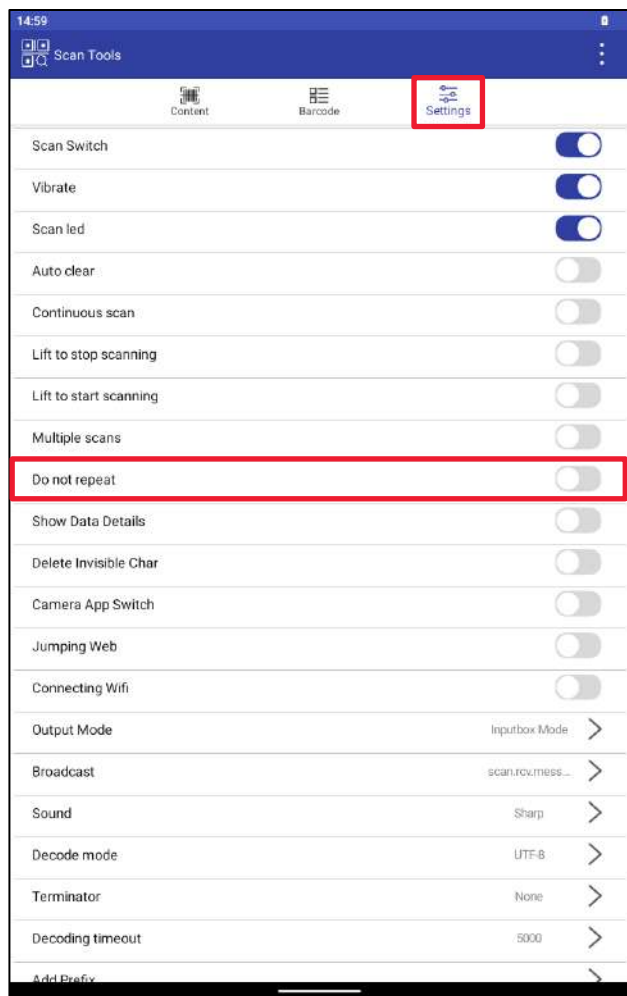 14:59
Scan Tools
Content Barcode Settings
Scan Switch
Vibrate
Scan led
Auto clear
Continuous scan
Lift to stop scanning
Lift to start scanning
Multiple scans
Do not repeat
Show Data Details
Delete Invisible Char
Camera App Switch
Jumping Web
Connecting Wifi
Output Mode Inputbox Mode
Broadcast scan.rcv.mess...
Sound Sharp
Decode mode UTF-8
Terminator None
Decoding timeout 5000
Add Prefix